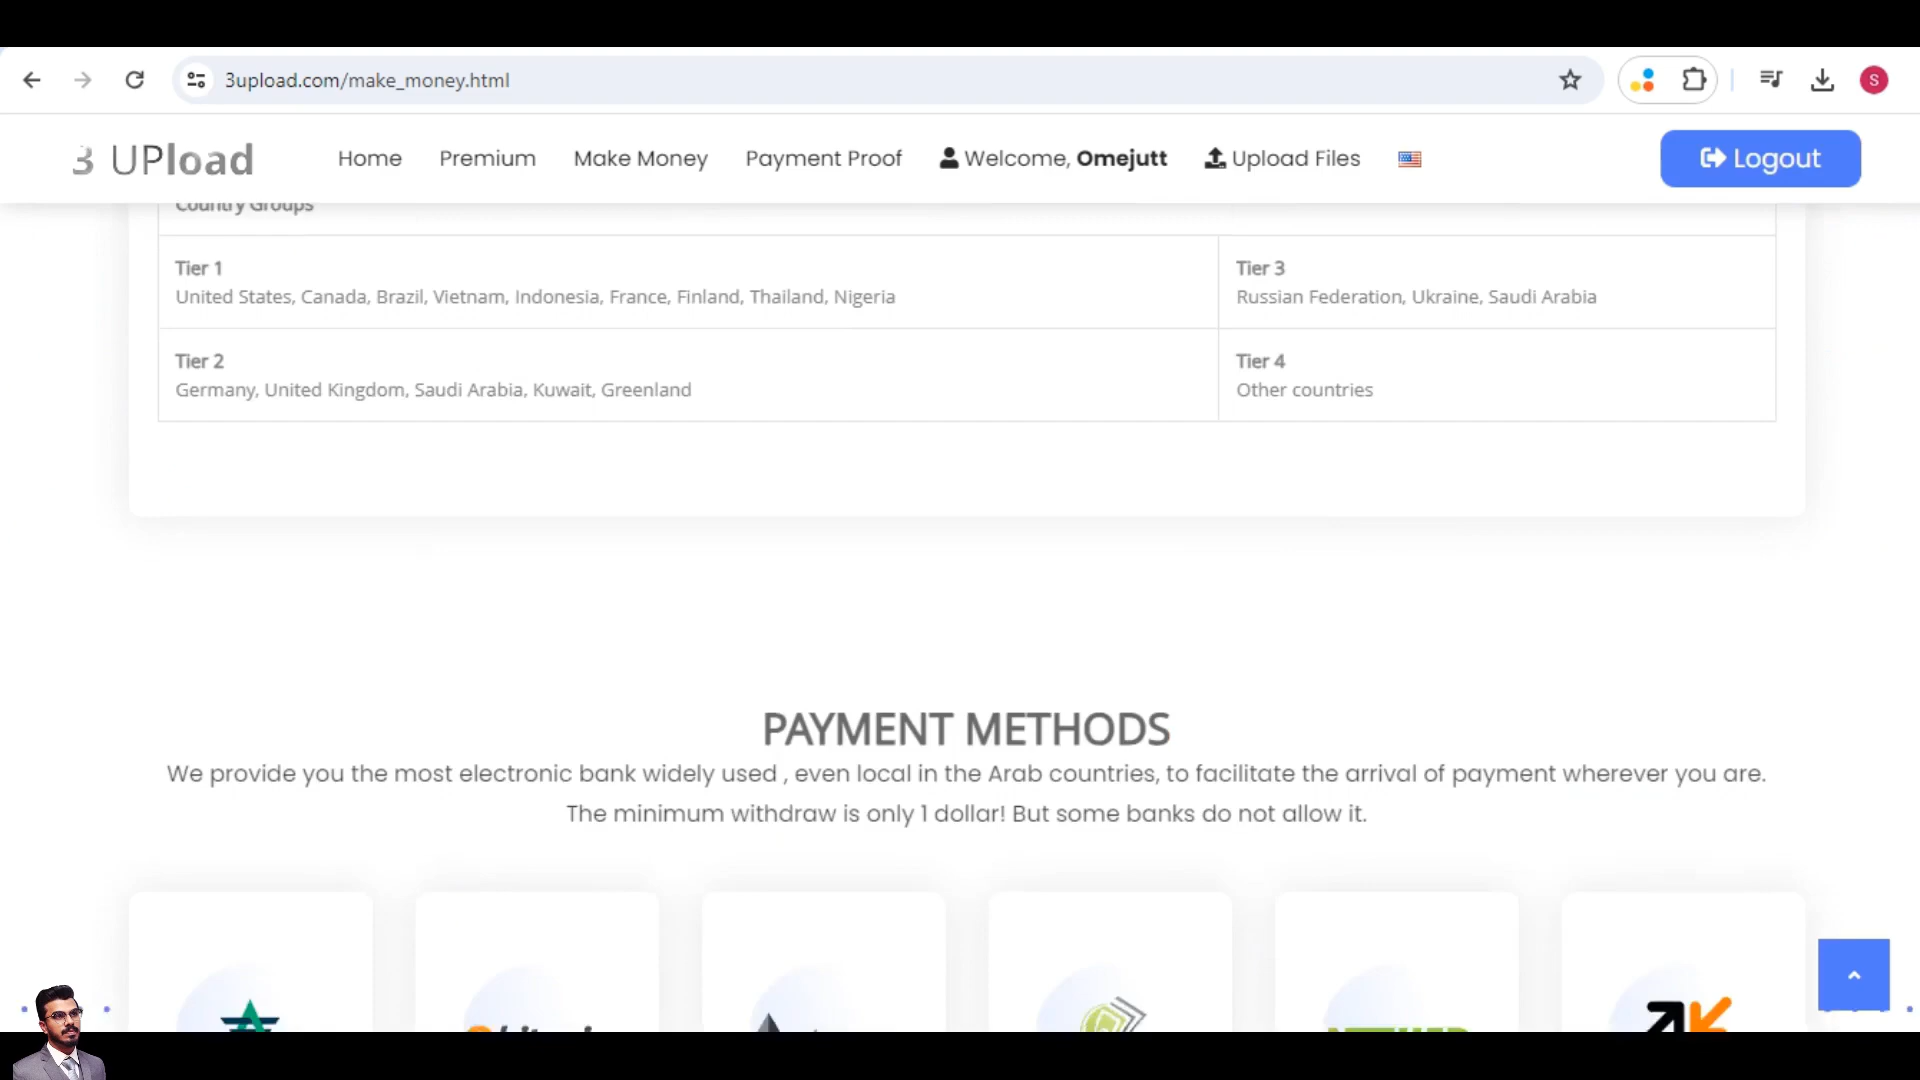 3upload.com/make_money.html
S
3 UPload
Home
Premium
Make Money
Payment Proof
Welcome, Omejutt
Upload Files
Logout
Country Groups
Tier 1
United States, Canada, Brazil, Vietnam, Indonesia, France, Finland, Thailand, Nigeria
Tier 3
Russian Federation, Ukraine, Saudi Arabia
Tier 2
Germany, United Kingdom, Saudi Arabia, Kuwait, Greenland
Tier 4
Other countries
PAYMENT METHODS
We provide you the most electronic bank widely used , even local in the Arab countries, to facilitate the arrival of payment wherever you are.
The minimum withdraw is only 1 dollar! But some banks do not allow it.